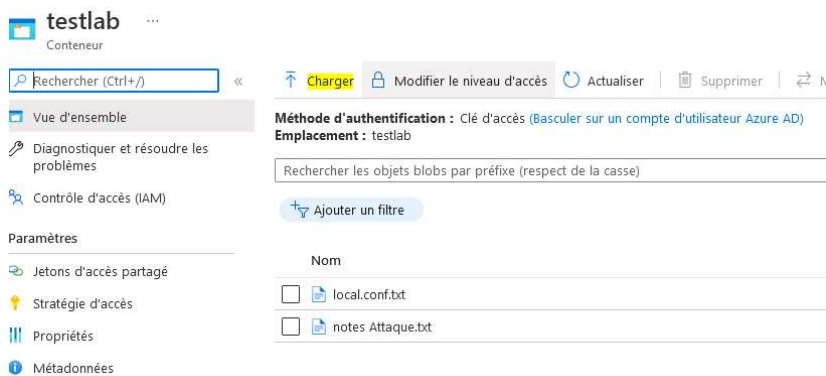 testlab ...
Conteneur
Rechercher (Ctrl+/)
«
Charger
Modifier le niveau d'accès
Actualiser
Supprimer
Vue d'ensemble
Diagnostiquer et résoudre les
problèmes
Contrôle d'accès (IAM)
Paramètres
Jetons d'accès partagé
Stratégie d'accès
Propriétés
Métadonnées
Méthode d'authentification : Clé d'accès (Basculer sur un compte d'utilisateur Azure AD)
Emplacement : testlab
Rechercher les objets blobs par préfixe (respect de la casse)
Ajouter un filtre
Nom
local.conf.txt
notes Attaque.txt